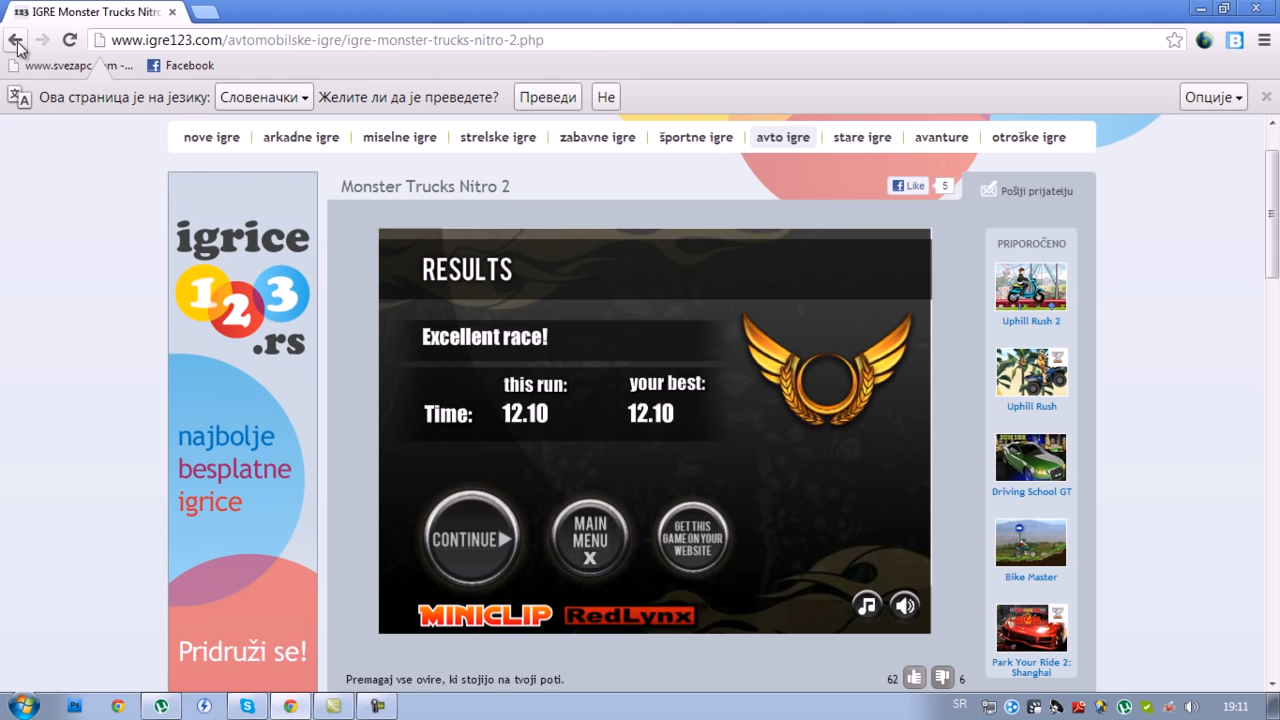 IGRE Monster Trucks Nitro
www.igre123.com/avtomobilske-igre/igre-monster-trucks-nitro-2.php
www.svezapc m -... Facebook
Ова страница је на језику: Словеначки Желите ли да је преведете? Преведи Не Опције
nove igre arkadne igre miselne igre strelske igre zabavne igre športne igre avto igre stare igre avanture otroške igre
Monster Trucks Nitro 2
Like 5
Pošlji prijatelju
igrice
123
.rs
najbolje
besplatne
igrice
Pridruži se!
RESULTS
Excellent race!
this run: your best:
Time: 12.10 12.10
CONTINUE
MAIN
MENU
X
GET THIS
GAME ON YOUR
WEBSITE
MINICLIP RedLynx
PRIPOROČENO
Uphill Rush 2
Uphill Rush
Driving School GT
Bike Master
Park Your Ride 2:
Shanghai
Premagaj vse ovire, ki stojijo na tvoji poti.
62 6
Ps
SR 19:11